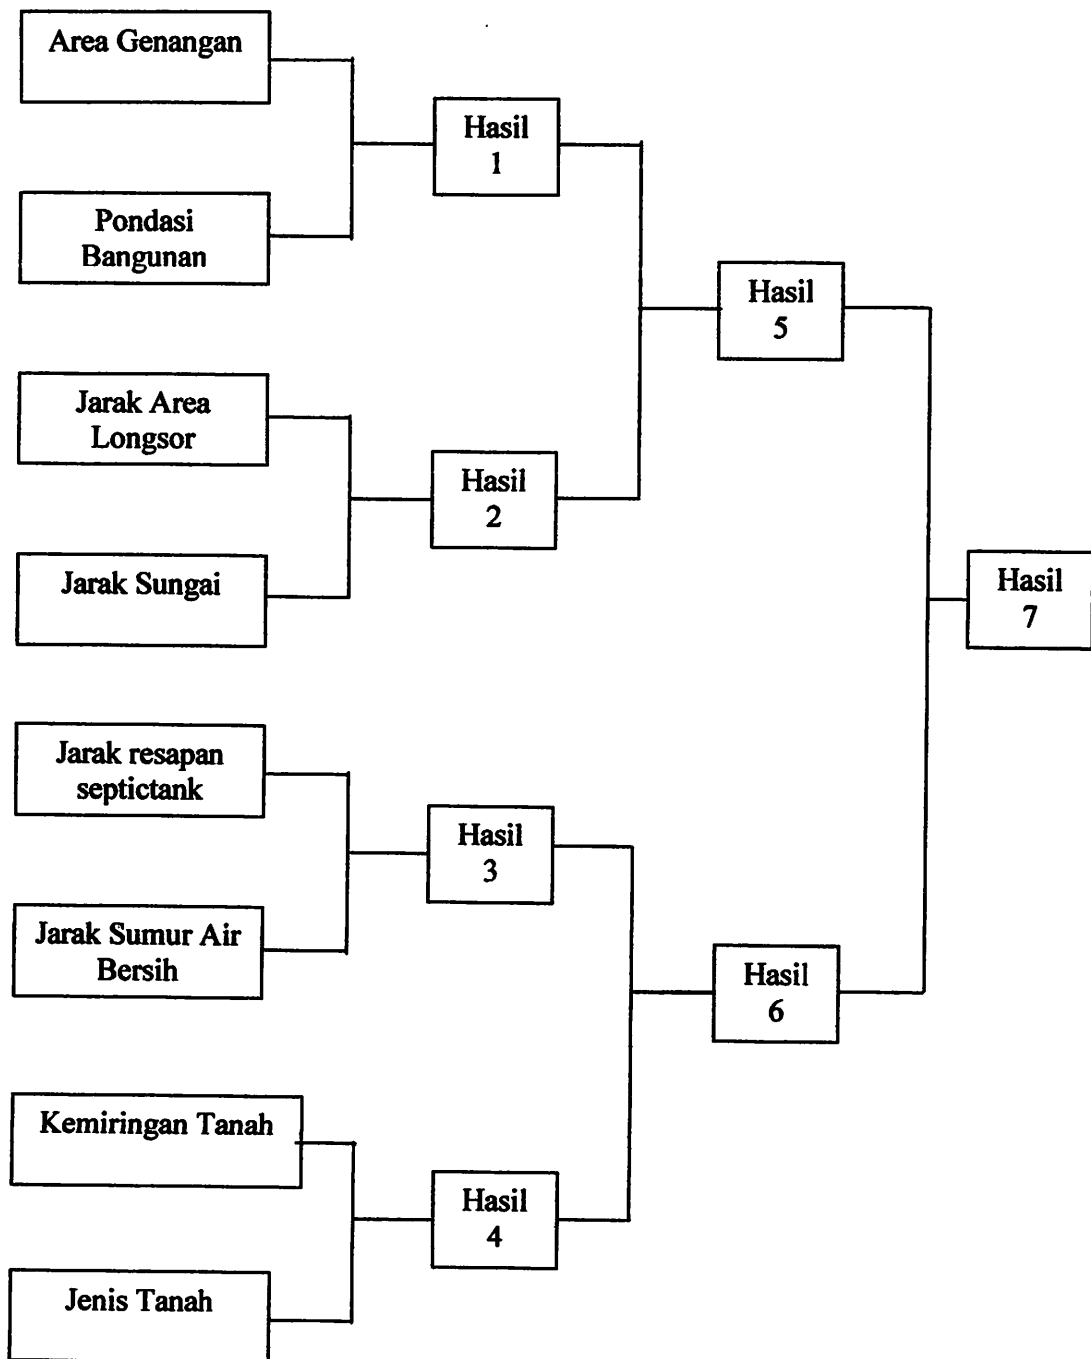 Area Genangan
Pondasi
Bangunan
Jarak Area
Longsor
Jarak Sungai
Jarak resapan
septictank
Jarak Sumur Air
Bersih
Kemiringan Tanah
Jenis Tanah
Hasil
1
Hasil
2
Hasil
3
Hasil
4
Hasil
5
Hasil
6
Hasil
7